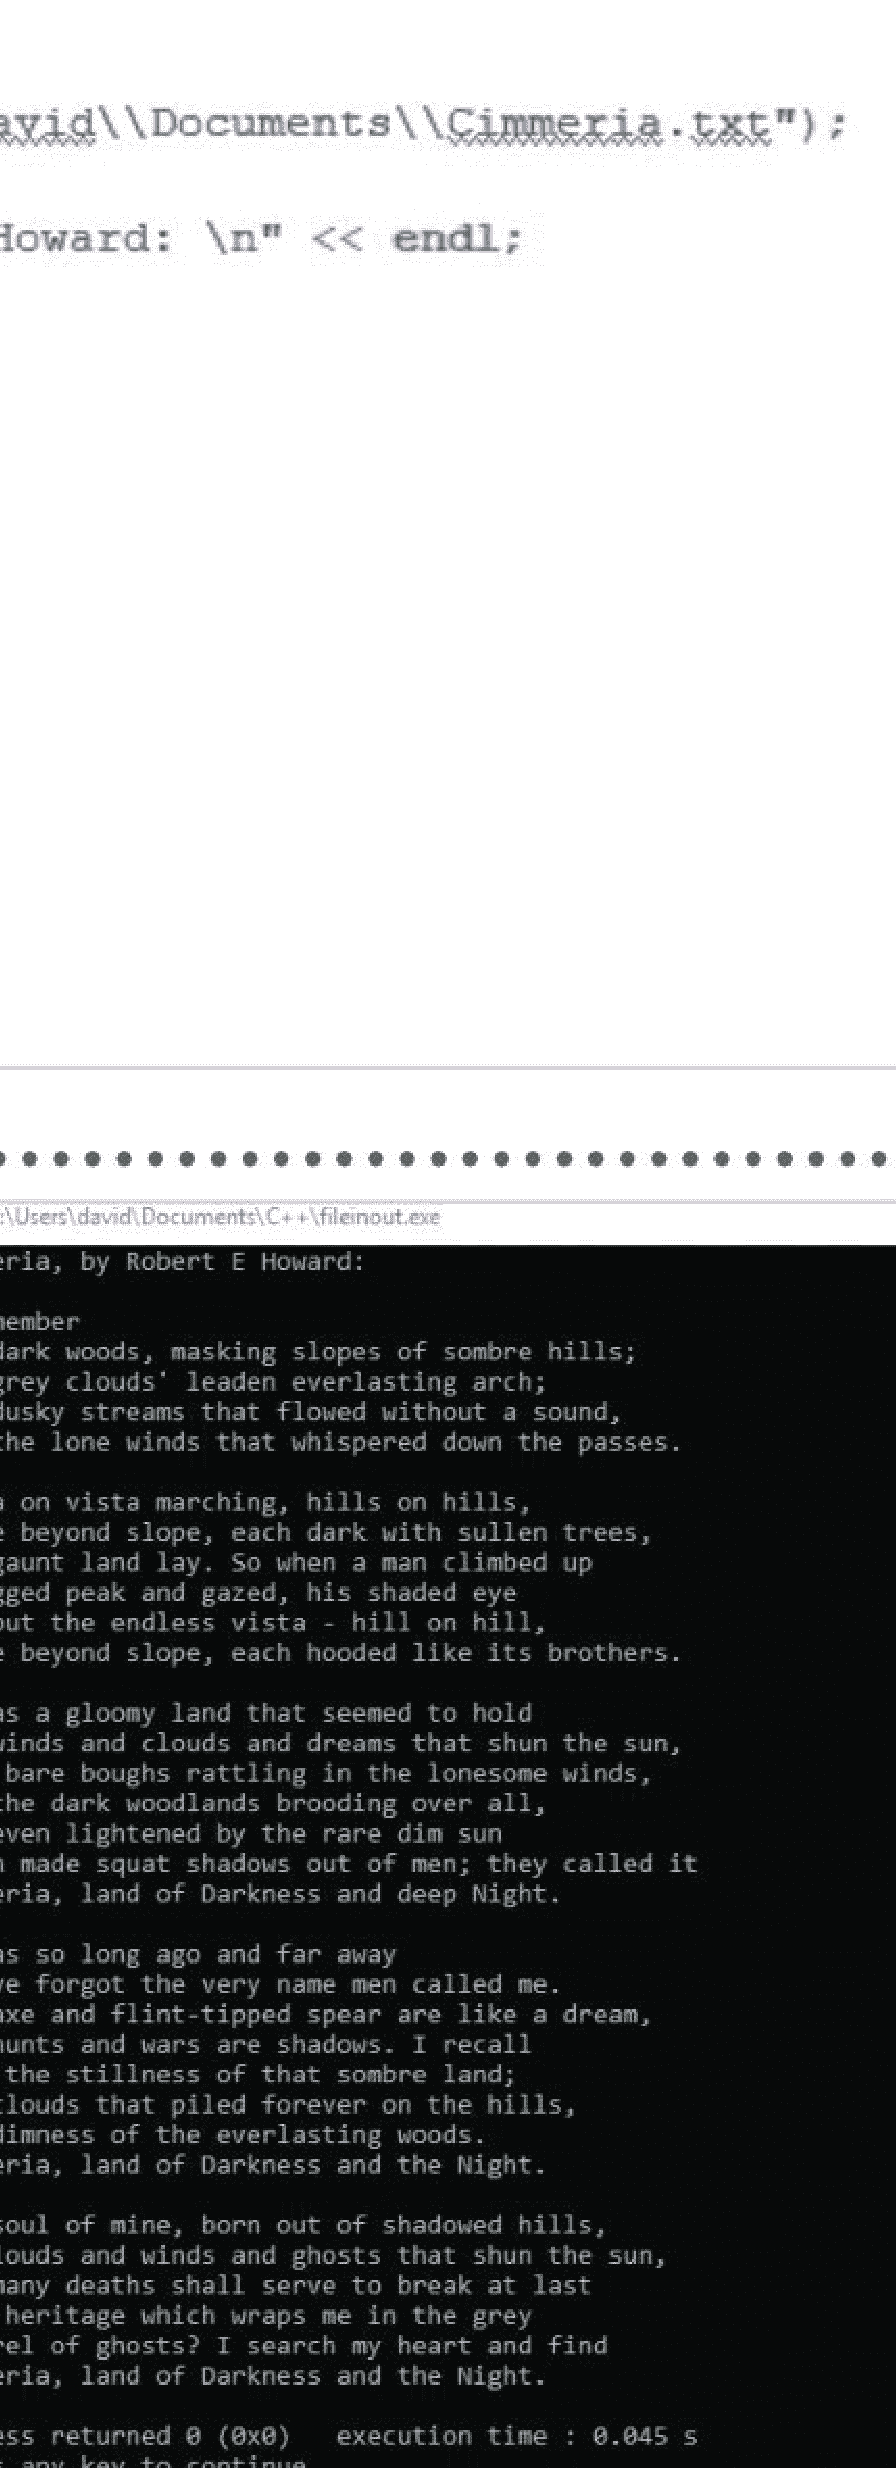 avid\\Documents\\Cimmeria.txt");
Howard: \n" << endl;
:\Users\david\Documents\C++\fileinout.exe
eria, by Robert E Howard:
member
dark woods, masking slopes of sombre hills;
grey clouds' leaden everlasting arch;
dusky streams that flowed without a sound,
the lone winds that whispered down the passes.
a on vista marching, hills on hills,
e beyond slope, each dark with sullen trees,
gaunt land lay. So when a man climbed up
gged peak and gazed, his shaded eye
out the endless vista - hill on hill,
e beyond slope, each hooded like its brothers.
as a gloomy land that seemed to hold
winds and clouds and dreams that shun the sun,
bare boughs rattling in the lonesome winds,
the dark woodlands brooding over all,
even lightened by the rare dim sun
h made squat shadows out of men; they called it
eria, land of Darkness and deep Night.
as so long ago and far away
ve forgot the very name men called me.
axe and flint-tipped spear are like a dream,
hunts and wars are shadows. I recall
the stillness of that sombre land;
clouds that piled forever on the hills,
dimness of the everlasting woods.
eria, land of Darkness and the Night.
soul of mine, born out of shadowed hills,
louds and winds and ghosts that shun the sun,
many deaths shall serve to break at last
heritage which wraps me in the grey
rel of ghosts? I search my heart and find
eria, land of Darkness and the Night.
ess returned 0 (0x0)   execution time : 0.045 s
s any key to continue